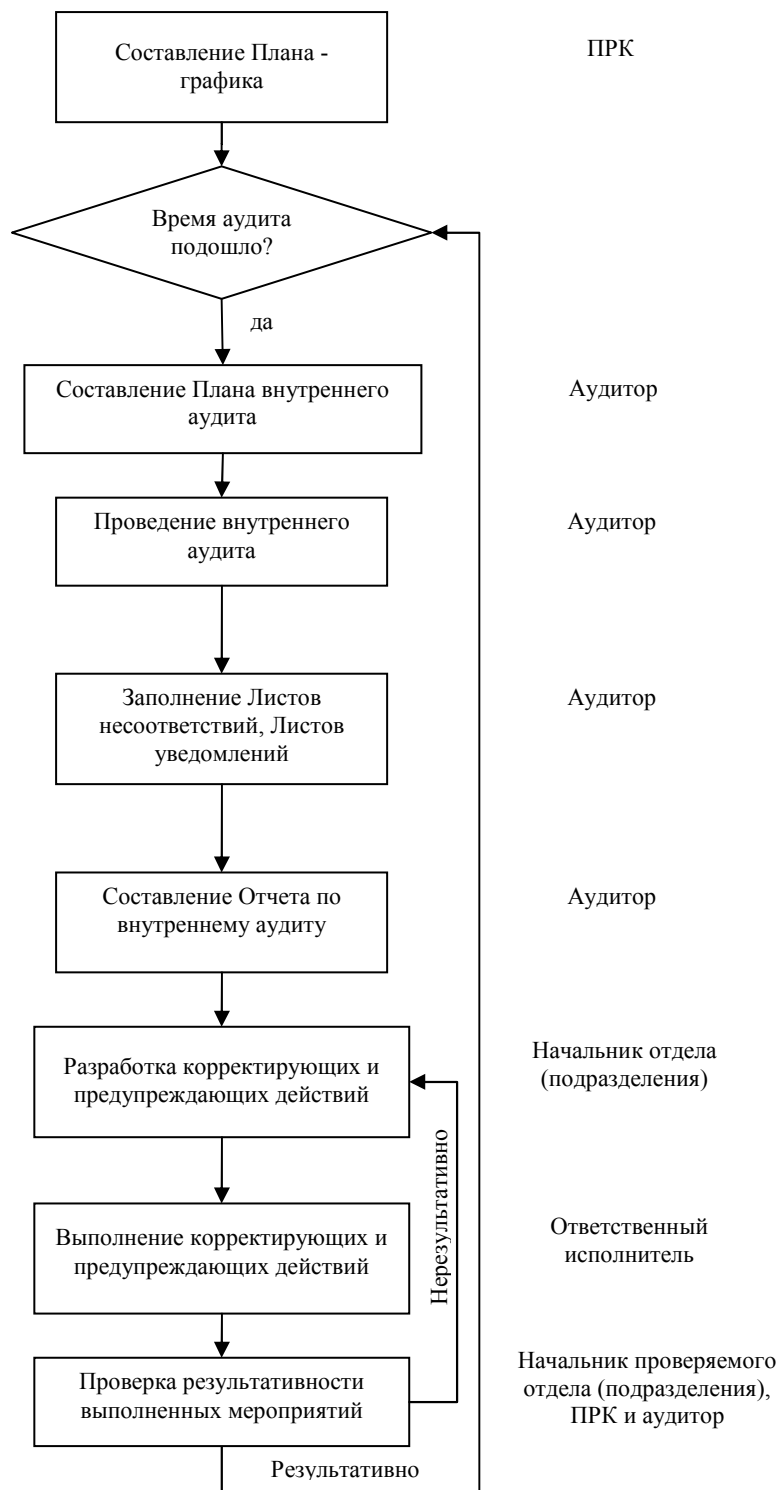 Составление Плана -
графика
ПРК
Время аудита
подошло?
да
Составление Плана внутреннего
аудита
Аудитор
Проведение внутреннего
аудита
Аудитор
Заполнение Листов
несоответствий, Листов
уведомлений
Аудитор
Составление Отчета по
внутреннему аудиту
Аудитор
Разработка корректирующих и
предупреждающих действий
Начальник отдела
(подразделения)
Нерезультативно
Выполнение корректирующих и
предупреждающих действий
Ответственный
исполнитель
Проверка результативности
выполненных мероприятий
Начальник проверяемого
отдела (подразделения),
ПРК и аудитор
Результативно